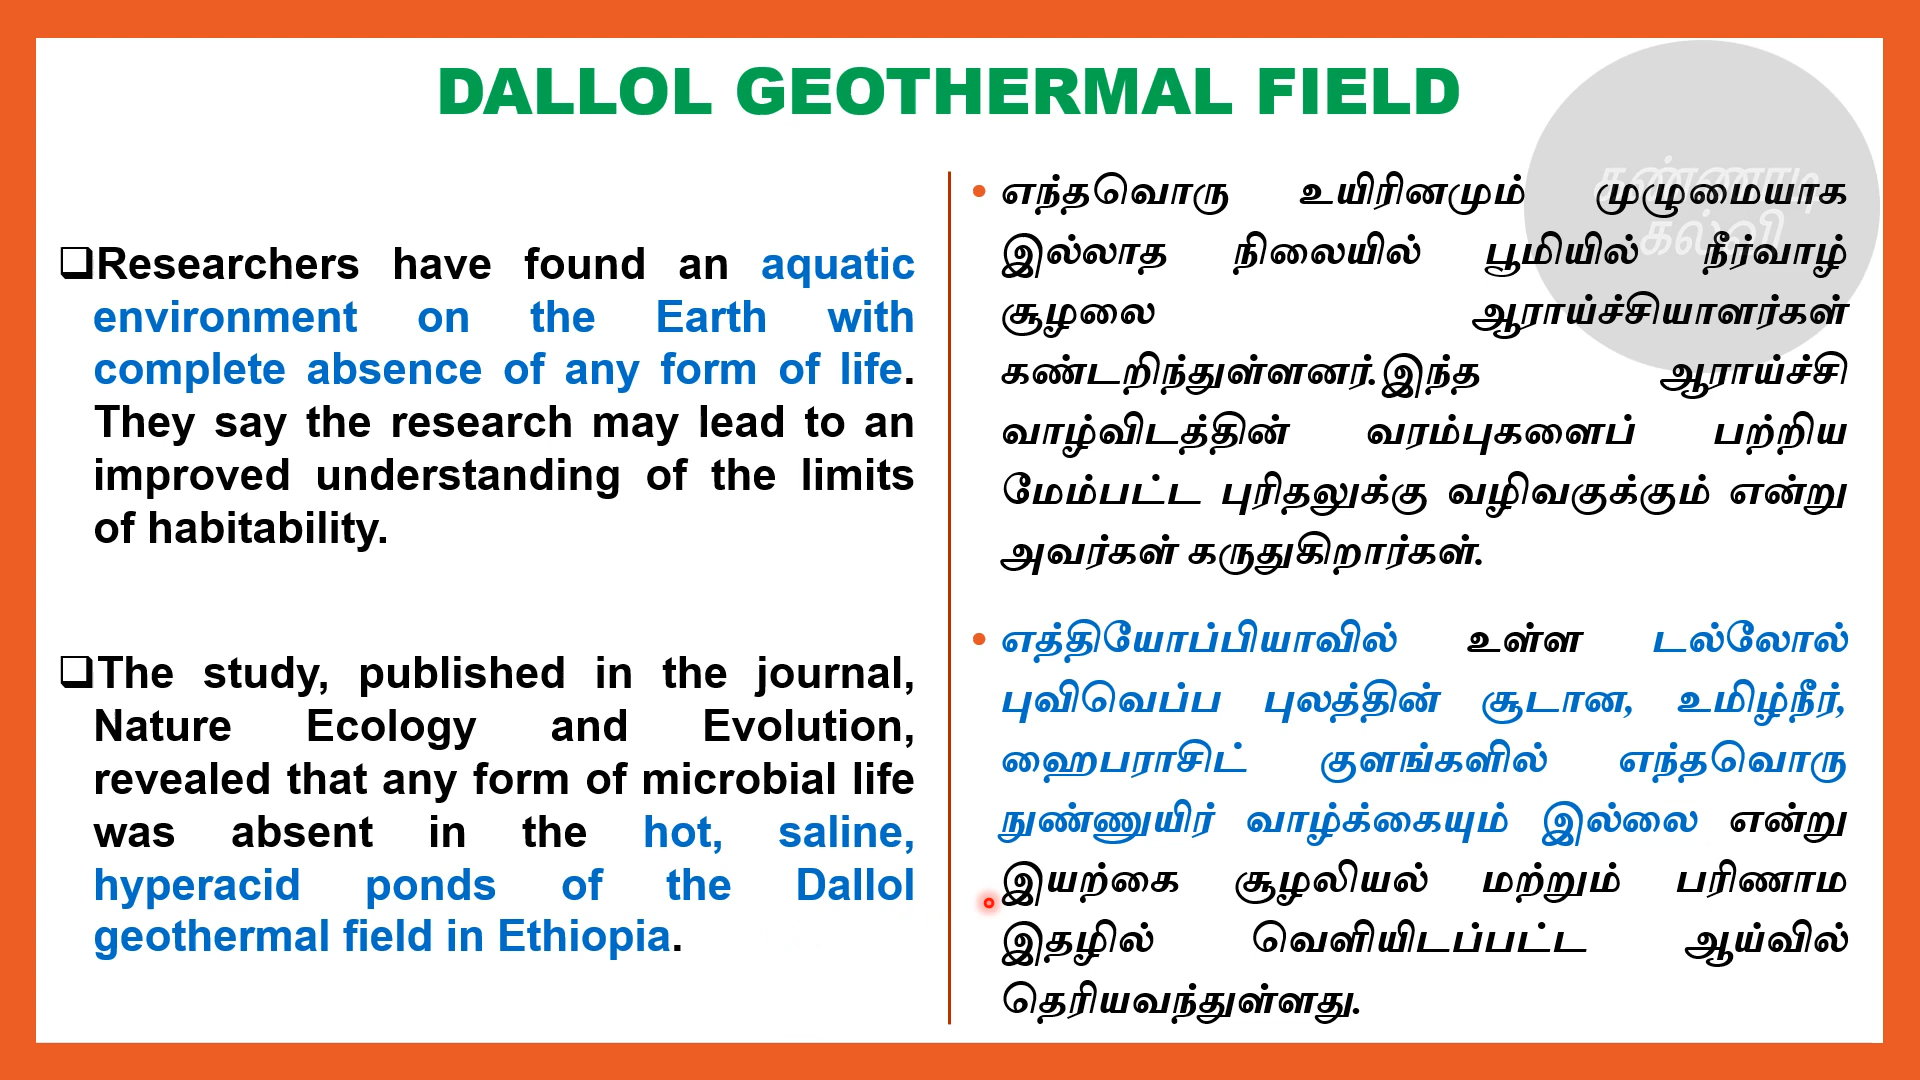 DALLOL GEOTHERMAL FIELD
❑Researchers have found an aquatic
environment on the Earth with
complete absence of any form of life.
They say the research may lead to an
improved understanding of the limits
of habitability.
❑The study, published in the journal,
Nature Ecology and Evolution,
revealed that any form of microbial life
was absent in the hot, saline,
hyperacid ponds of the Dallol
geothermal field in Ethiopia.
• எந்தவொரு உயிரினமும் முழுமையாக
இல்லாத நிலையில் பூமியில் நீர்வாழ்
சூழலை ஆராய்ச்சியாளர்கள்
கண்டறிந்துள்ளனர்.இந்த ஆராய்ச்சி
வாழ்விடத்தின் வரம்புகளைப் பற்றிய
மேம்பட்ட புரிதலுக்கு வழிவகுக்கும் என்று
அவர்கள் கருதுகிறார்கள்.
• எத்தியோப்பியாவில் உள்ள டல்லோல்
புவிவெப்ப புலத்தின் சூடான, உமிழ்நீர்,
ஹைபராசிட் குளங்களில் எந்தவொரு
நுண்ணுயிர் வாழ்க்கையும் இல்லை என்று
இயற்கை சூழலியல் மற்றும் பரிணாம
இதழில் வெளியிடப்பட்ட ஆய்வில்
தெரியவந்துள்ளது.
கண்ணாடி
கல்வி